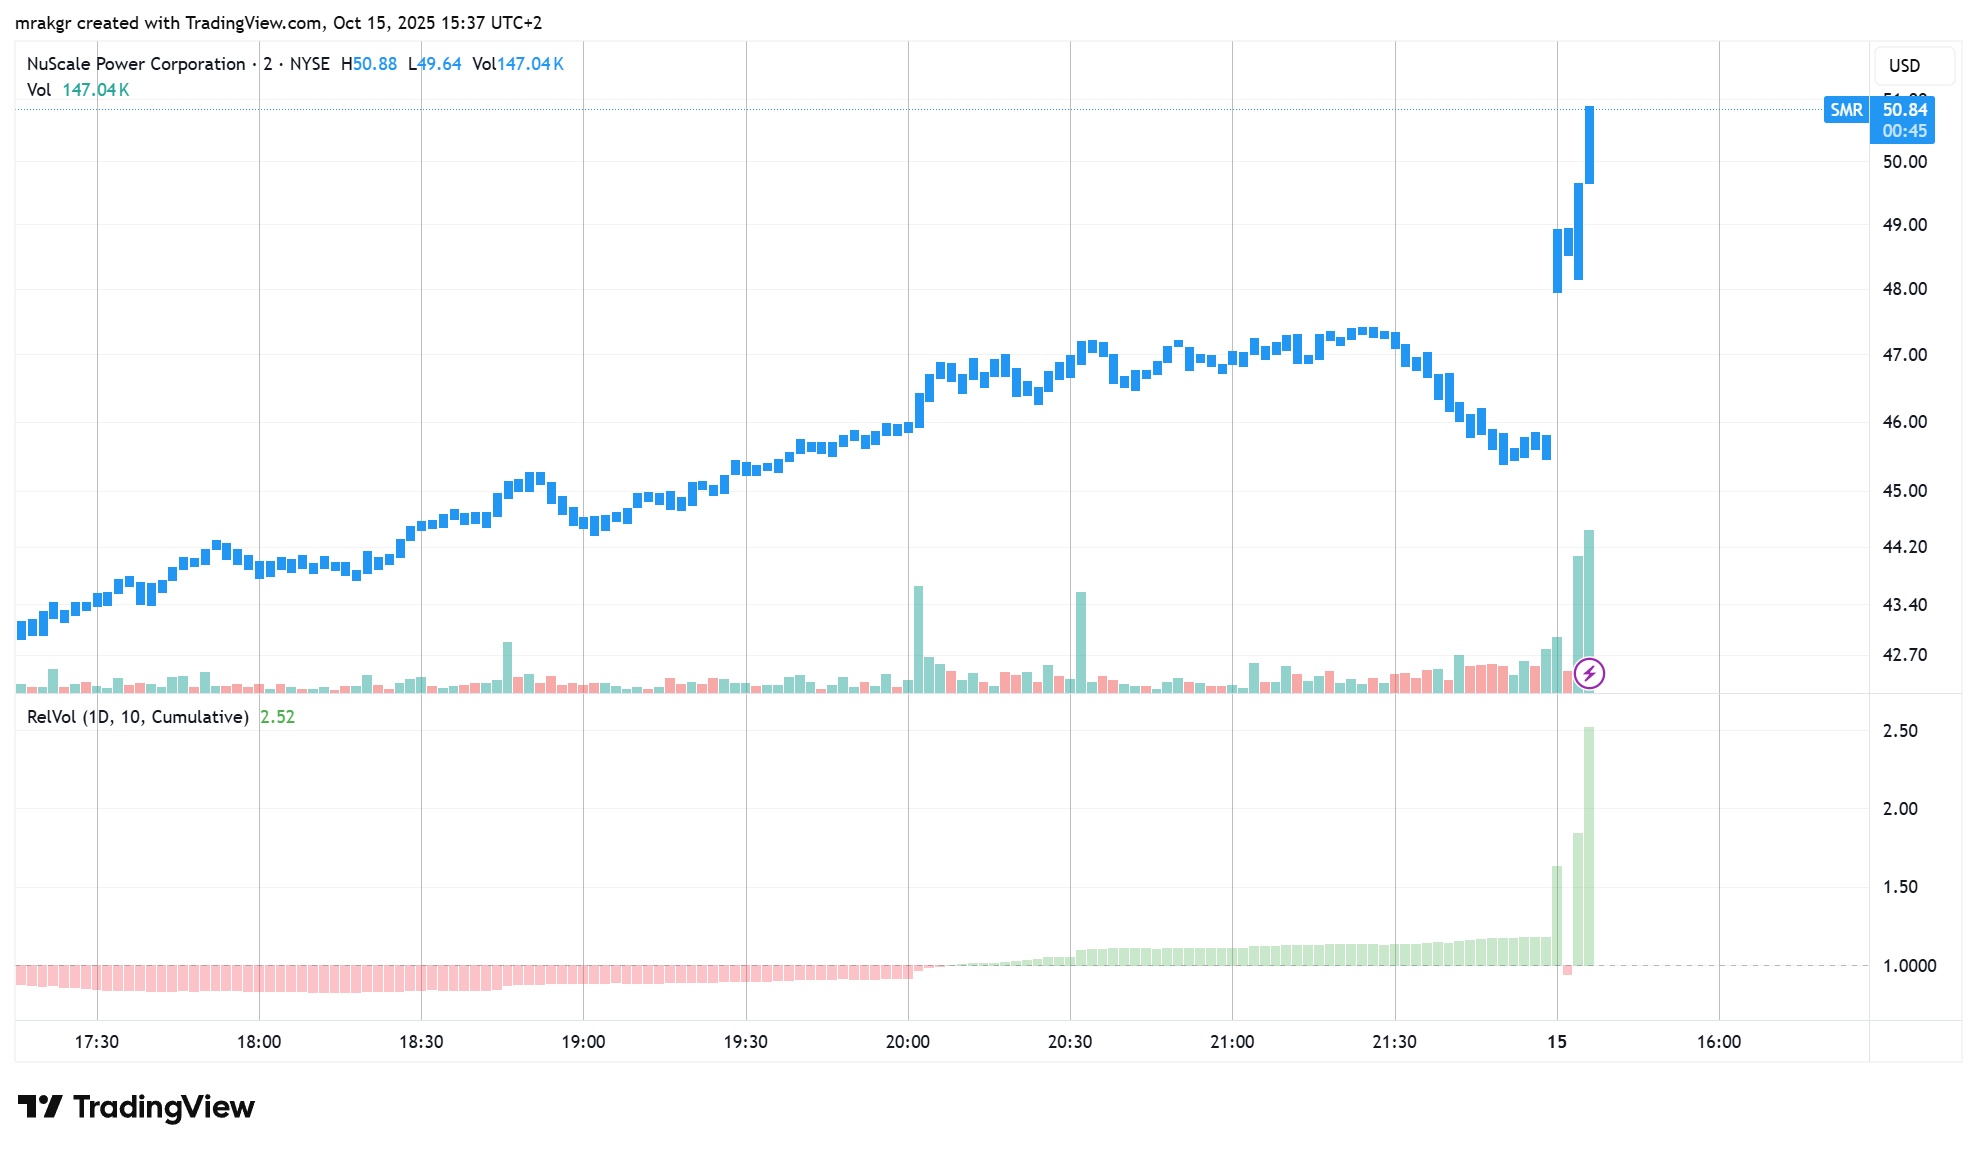 mrakgr created with TradingView.com, Oct 15, 2025 15:37 UTC+2
NuScale Power Corporation · 2 · NYSE H50.88 L49.64 Vol147.04 K
Vol 147.04 K
USD
SMR 50.84
00:45
50.00
49.00
48.00
47.00
46.00
45.00
44.20
43.40
42.70
RelVol (1D, 10, Cumulative) 2.52
2.50
2.00
1.50
1.0000
17:30 18:00 18:30 19:00 19:30 20:00 20:30 21:00 21:30 15 16:00
TradingView